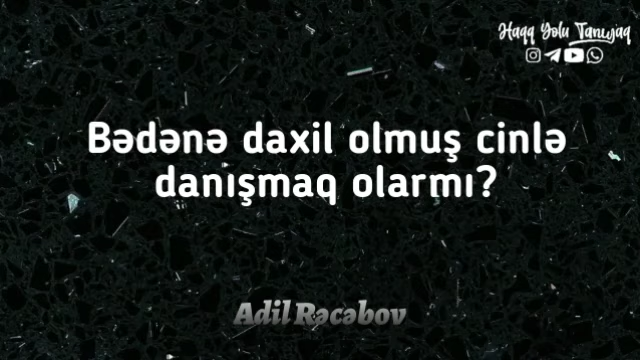 Haqq Yolu Tanıyaq
Bədənə daxil olmuş cinlə
danışmaq olarmı?
Adil Rəcəbov